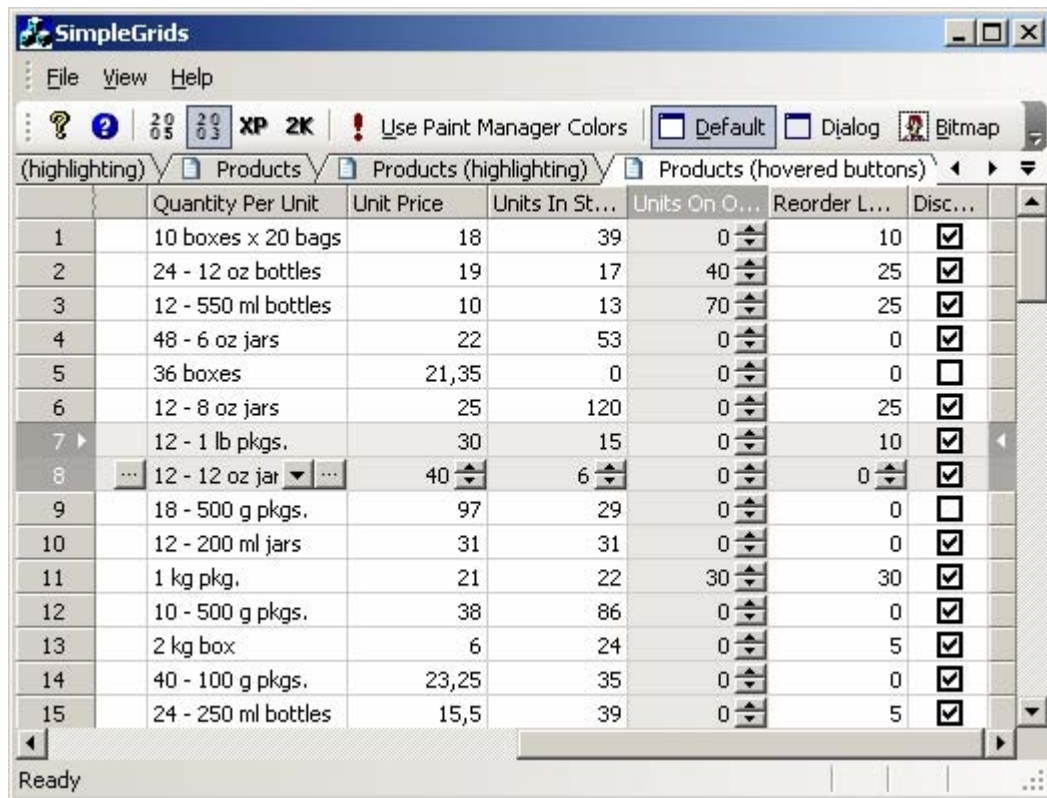 SimpleGrids
File View Help
2005 2003 XP 2K ! Use Paint Manager Colors Default Dialog Bitmap
(highlighting) Products Products (highlighting) Products (hovered buttons)
Quantity Per Unit Unit Price Units In St... Units On O... Reorder L... Disc...
1 10 boxes x 20 bags 18 39 0 10
2 24 - 12 oz bottles 19 17 40 25
3 12 - 550 ml bottles 10 13 70 25
4 48 - 6 oz jars 22 53 0 0
5 36 boxes 21,35 0 0 0
6 12 - 8 oz jars 25 120 0 25
7 12 - 1 lb pkgs. 30 15 0 10
8 ... 12 - 12 oz jar ... 40 6 0 0
9 18 - 500 g pkgs. 97 29 0 0
10 12 - 200 ml jars 31 31 0 0
11 1 kg pkg. 21 22 30 30
12 10 - 500 g pkgs. 38 86 0 0
13 2 kg box 6 24 0 5
14 40 - 100 g pkgs. 23,25 35 0 0
15 24 - 250 ml bottles 15,5 39 0 5
Ready